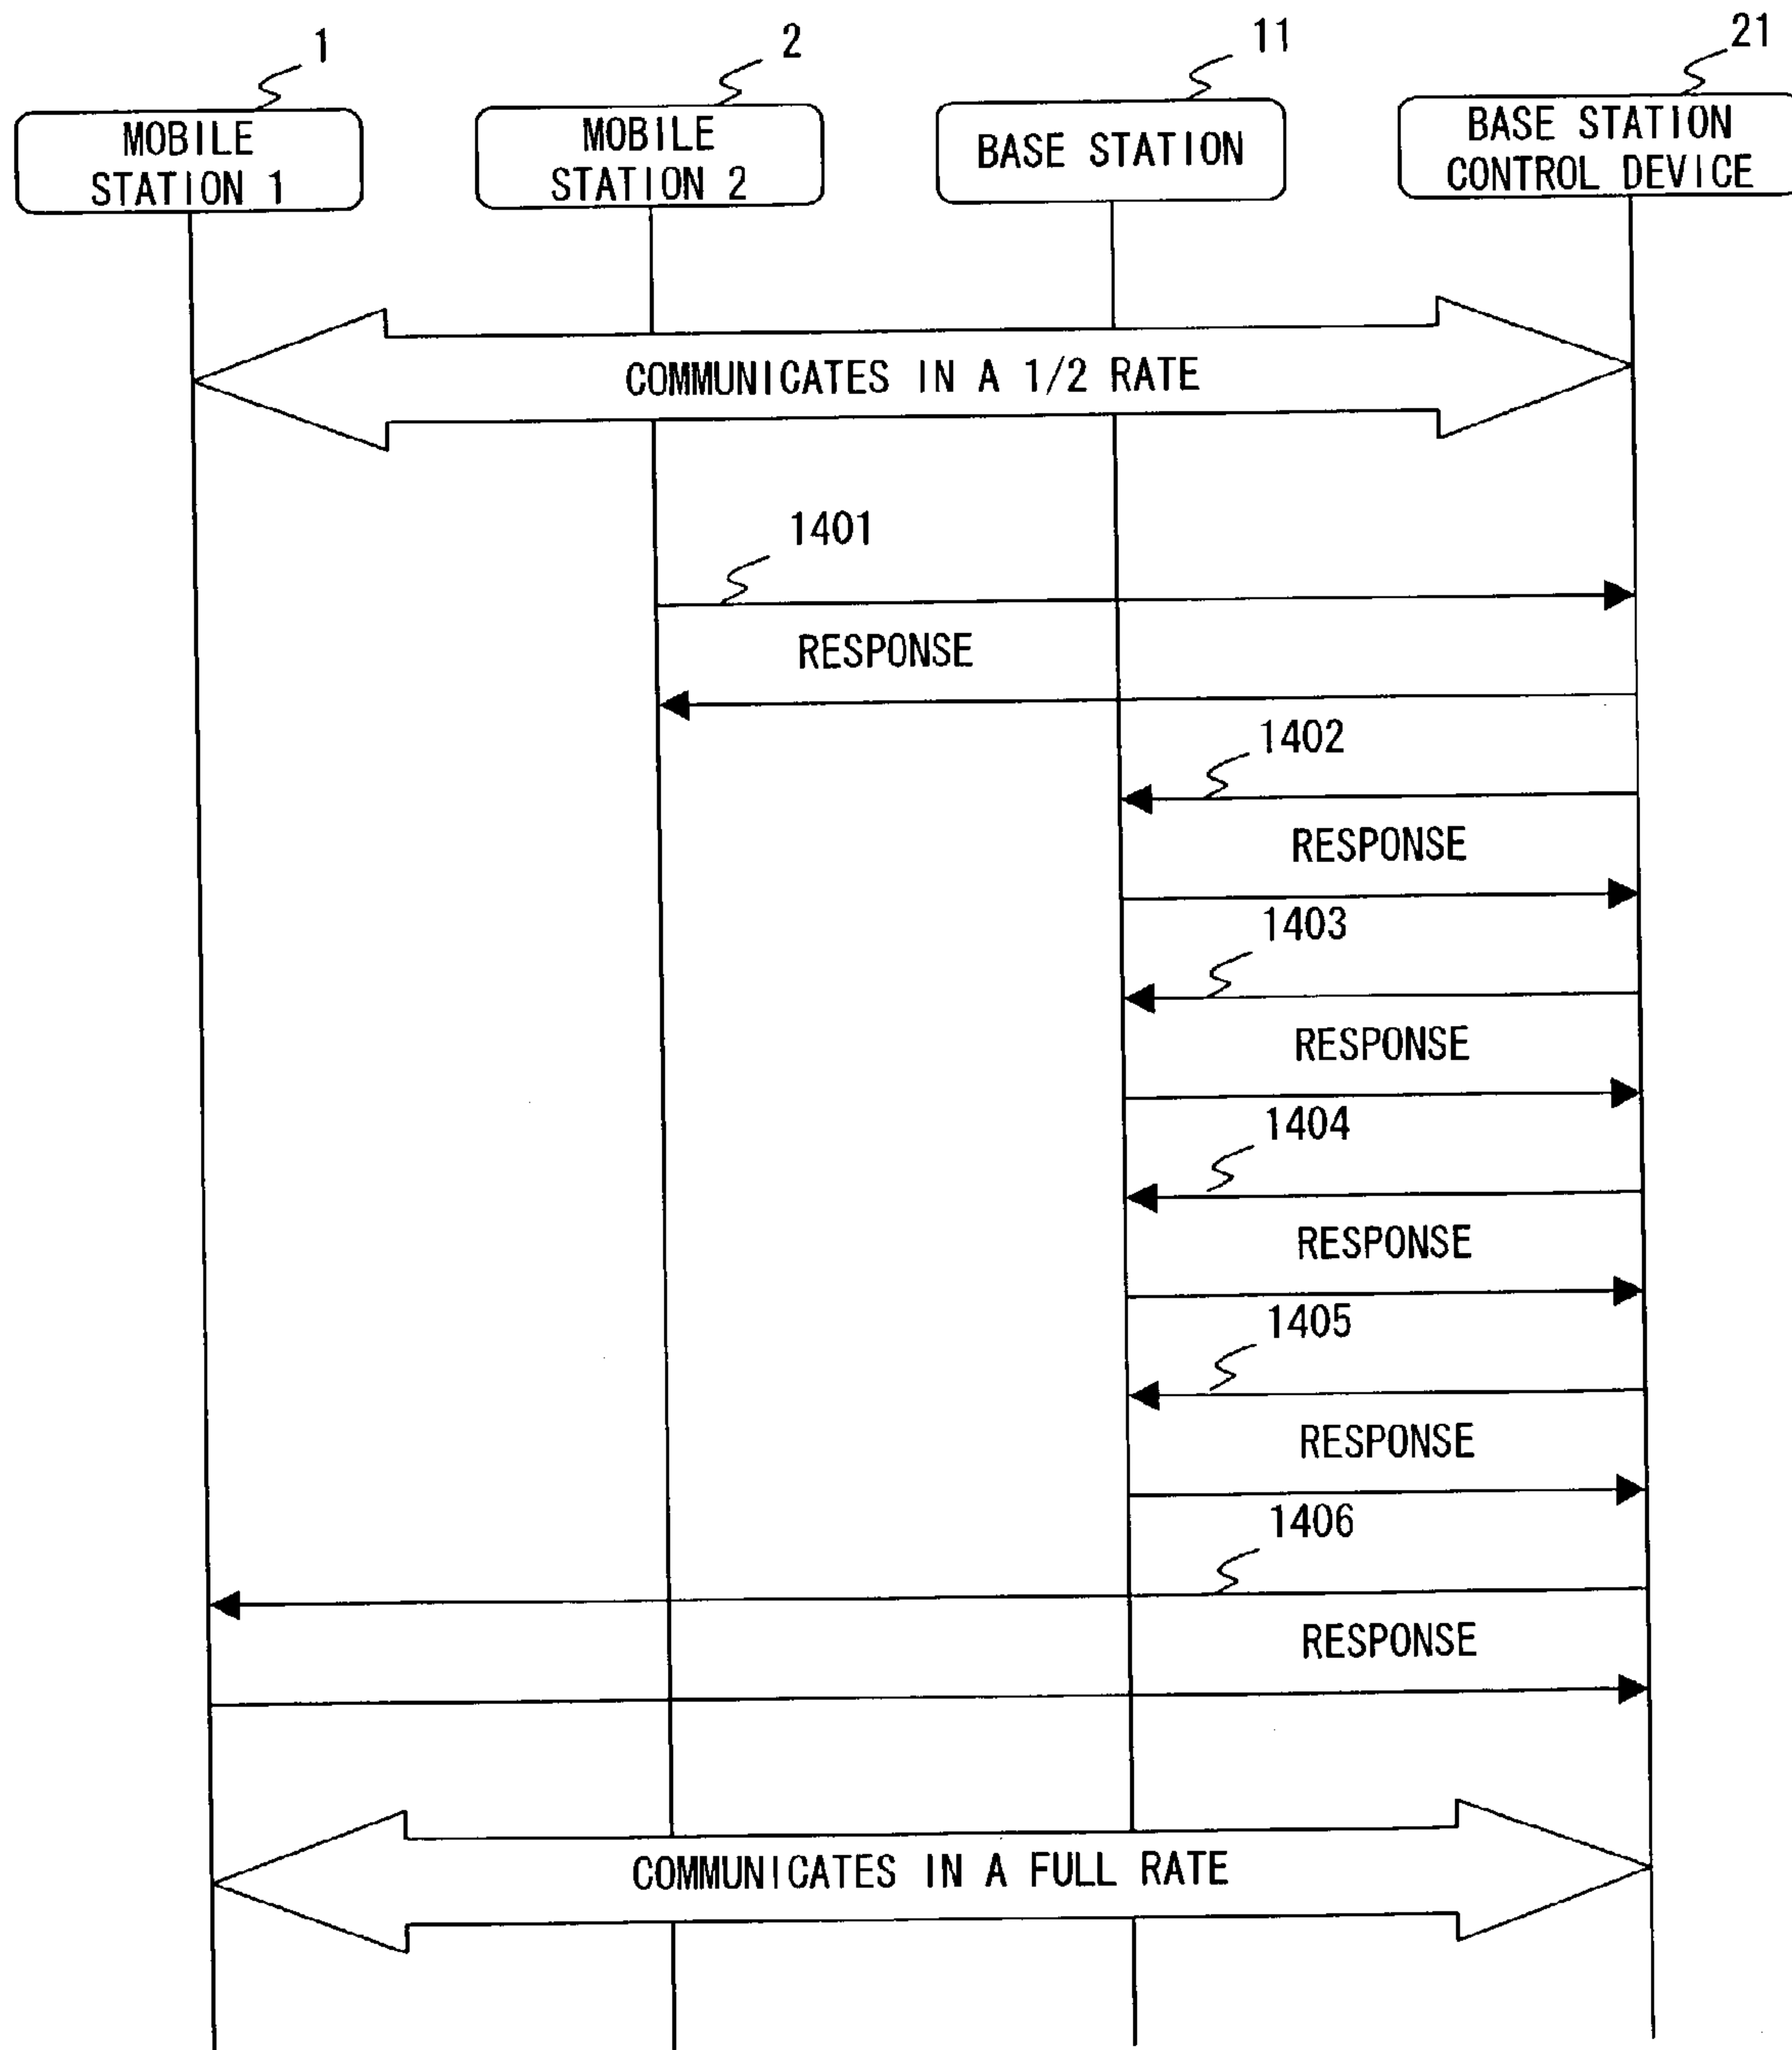 1
2
11
21
MOBILE
STATION 1
MOBILE
STATION 2
BASE STATION
BASE STATION
CONTROL DEVICE
COMMUNICATES IN A 1/2 RATE
1401
RESPONSE
1402
RESPONSE
1403
RESPONSE
1404
RESPONSE
1405
RESPONSE
1406
RESPONSE
COMMUNICATES IN A FULL RATE